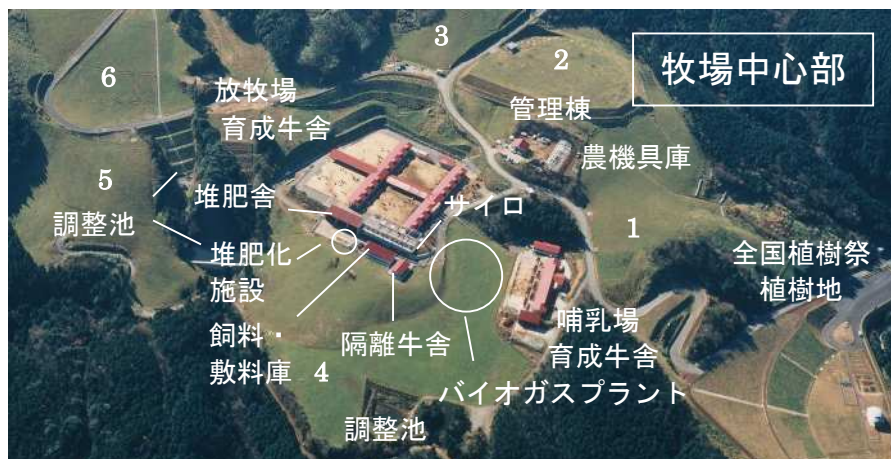 牧場中心部
3
2
6
放牧場
育成牛舎
管理棟
農機具庫
5
調整池
堆肥舎
サイロ
1
堆肥化
施設
全国植樹祭
植樹地
飼料・
敷料庫
4
隔離牛舎
哺乳場
育成牛舎
バイオガスプラント
調整池